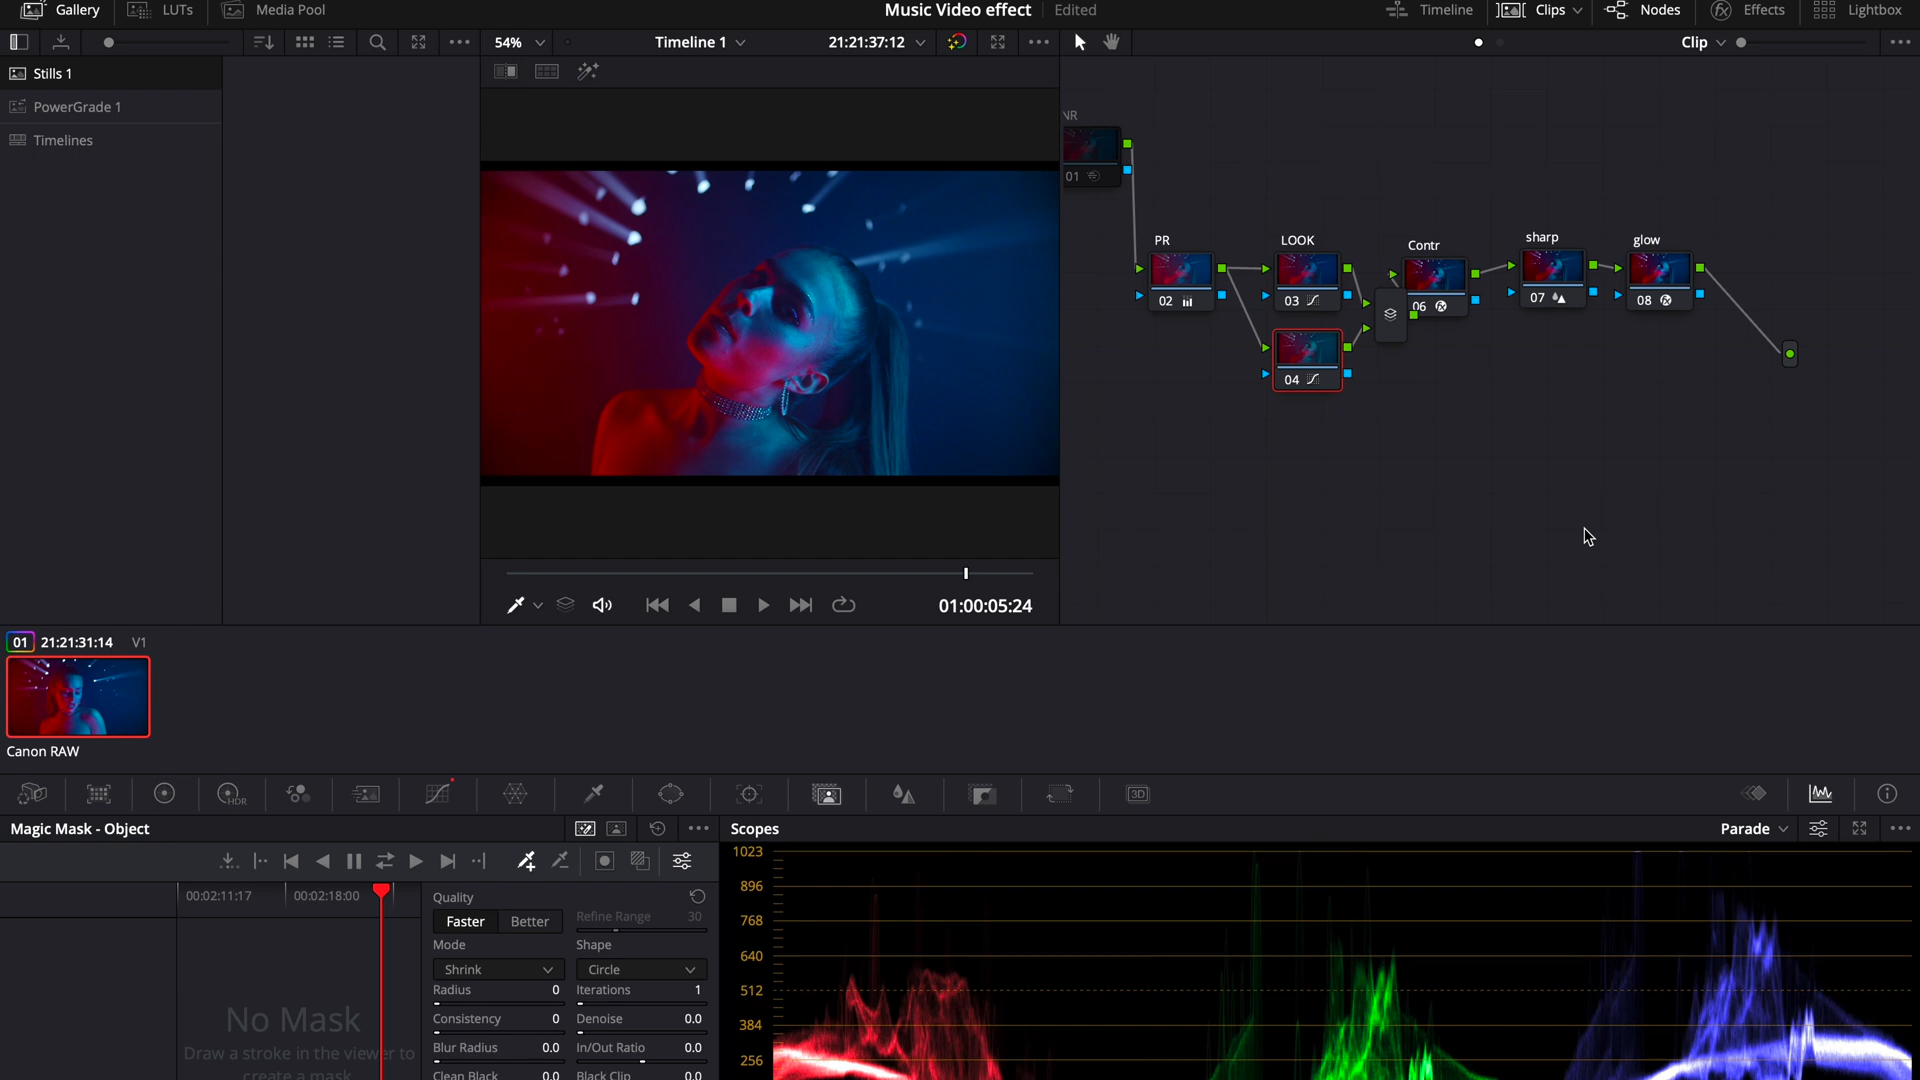 Gallery
LUTs
Media Pool
Music Video effect
Edited
Timeline
Clips
Nodes
Effects
Lightbox
54%
Timeline 1
21:21:37:12
Clip
Stills 1
PowerGrade 1
Timelines
NR
01
PR
LOOK
Contr
sharp
glow
02
03
06
07
08
04
01:00:05:24
01 21:21:31:14 V1
Canon RAW
HDR
3D
Magic Mask - Object
Scopes
Parade
00:02:11:17
00:02:18:00
No Mask
Draw a stroke in the viewer to
create a mask
Quality
Faster Better
Refine Range 30
Mode
Shape
Shrink
Circle
Radius 0
Iterations 1
Consistency 0
Denoise 0.0
Blur Radius 0.0
In/Out Ratio 0.0
Clean Black 0.0
Black Clip 0.0
1023
896
768
640
512
384
256